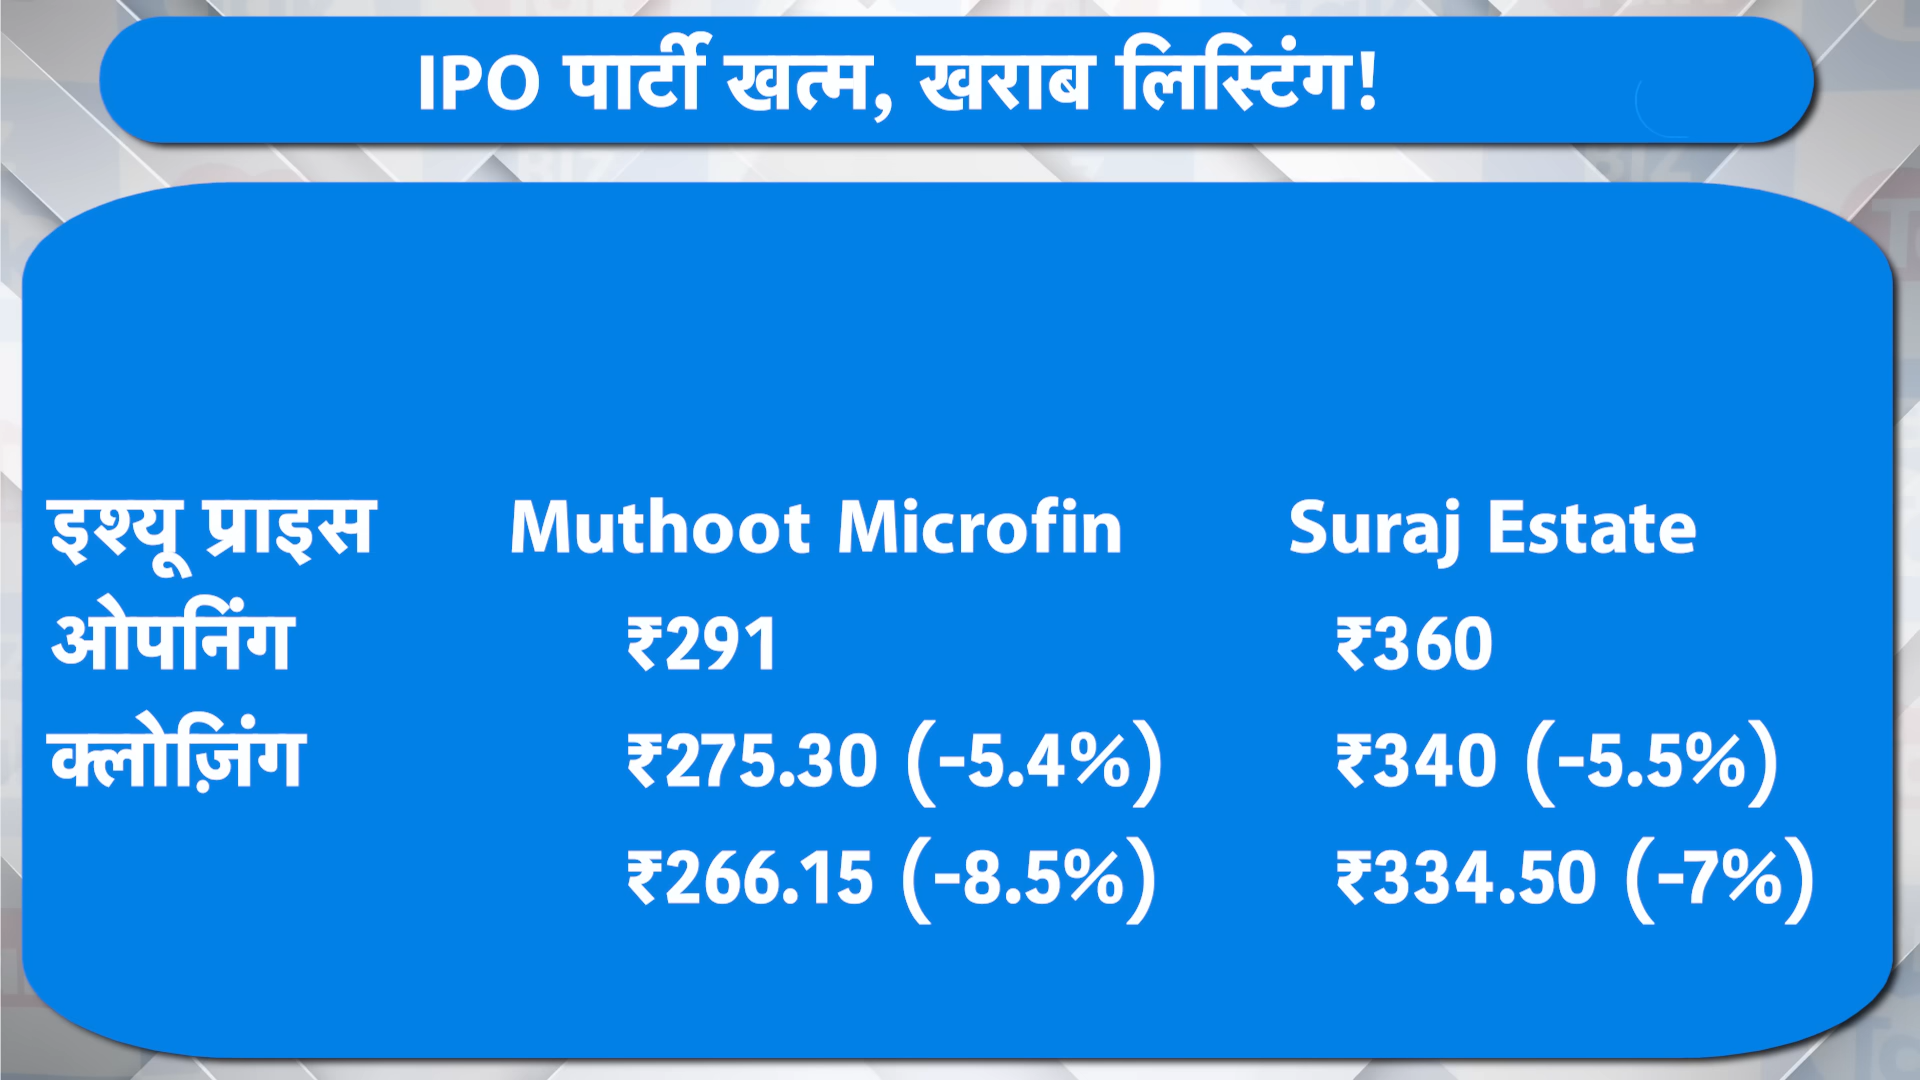 IPO पार्टी खत्म, खराब लिस्टिंग!
इश्यू प्राइस Muthoot Microfin Suraj Estate
ओपनिंग ₹291 ₹360
क्लोज़िंग ₹275.30 (-5.4%) ₹340 (-5.5%)
₹266.15 (-8.5%) ₹334.50 (-7%)